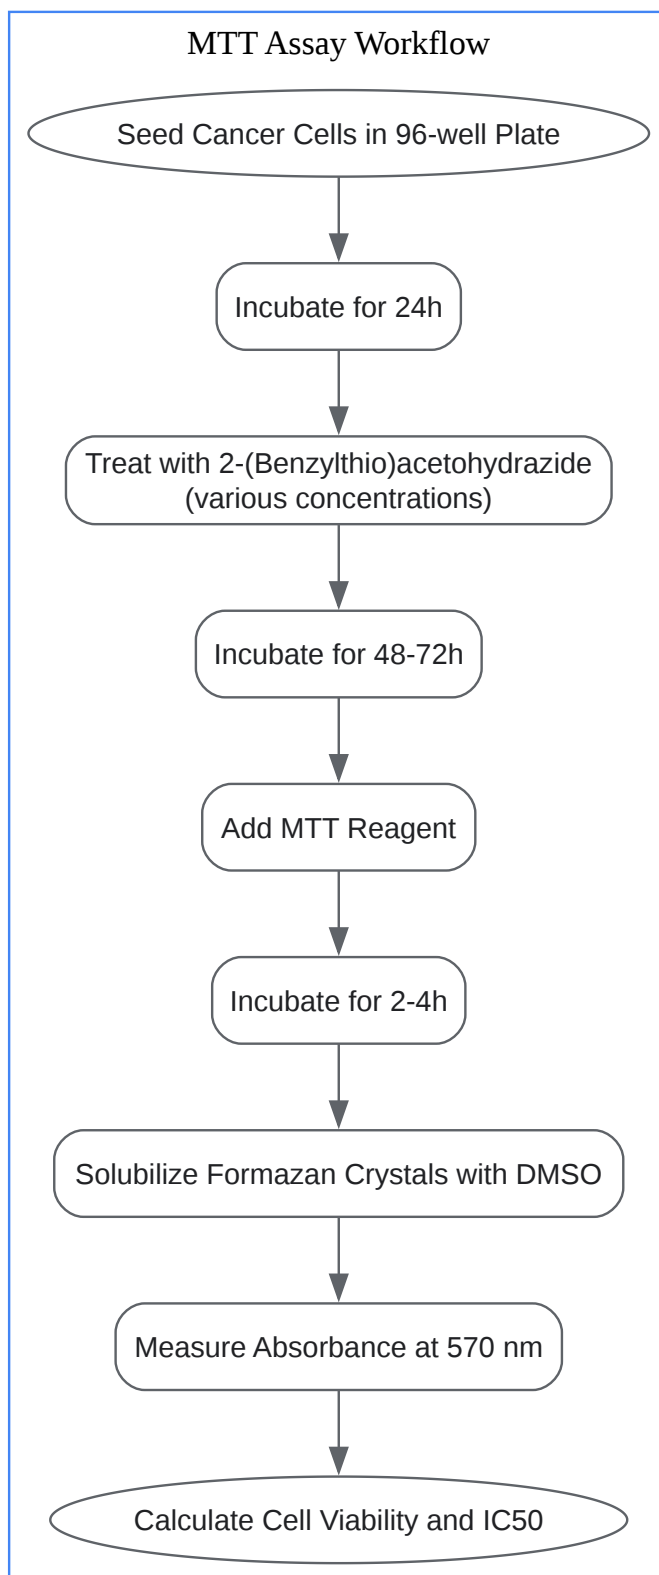 MTT Assay Workflow
Seed Cancer Cells in 96-well Plate
Incubate for 24h
Treat with 2-(Benzylthio)acetohydrazide
(various concentrations)
Incubate for 48-72h
Add MTT Reagent
Incubate for 2-4h
Solubilize Formazan Crystals with DMSO
Measure Absorbance at 570 nm
Calculate Cell Viability and IC50